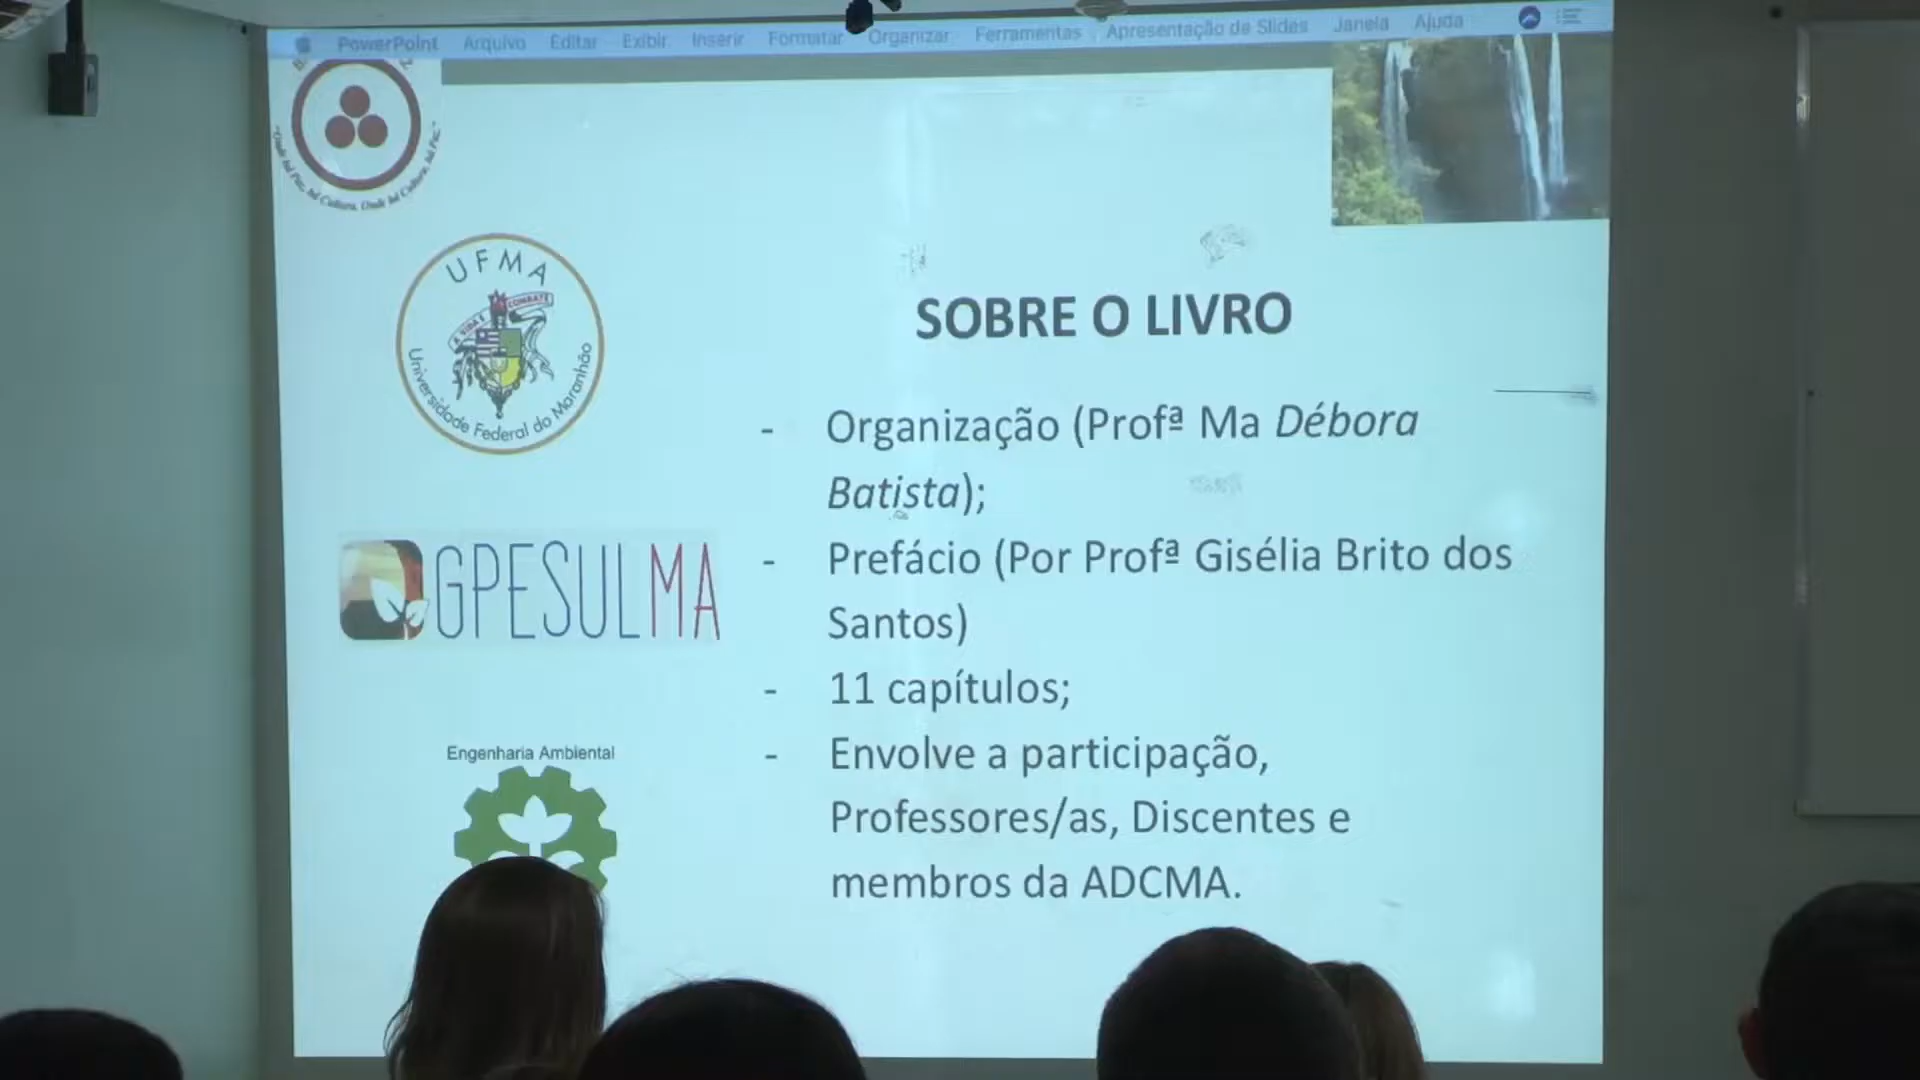 PowerPoint Arquivo Editar Exibir Inserir Formatar Organizar Ferramentas Apresentação de Slides Janela Ajuda
UFMA
COMBATE
A VIDA É
Universidade Federal do Maranhão
GPESULMA
Engenharia Ambiental
SOBRE O LIVRO
- Organização (Profª Ma Débora
Batista);
- Prefácio (Por Profª Gisélia Brito dos
Santos)
- 11 capítulos;
- Envolve a participação,
Professores/as, Discentes e
membros da ADCMA.